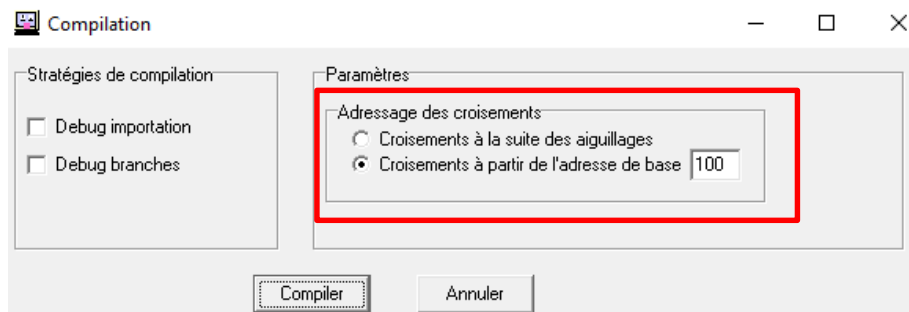 Compilation
Stratégies de compilation
Debug importation
Debug branches
Paramètres
Adressage des croisements
Croisements à la suite des aiguillages
Croisements à partir de l'adresse de base 100
Compiler
Annuler